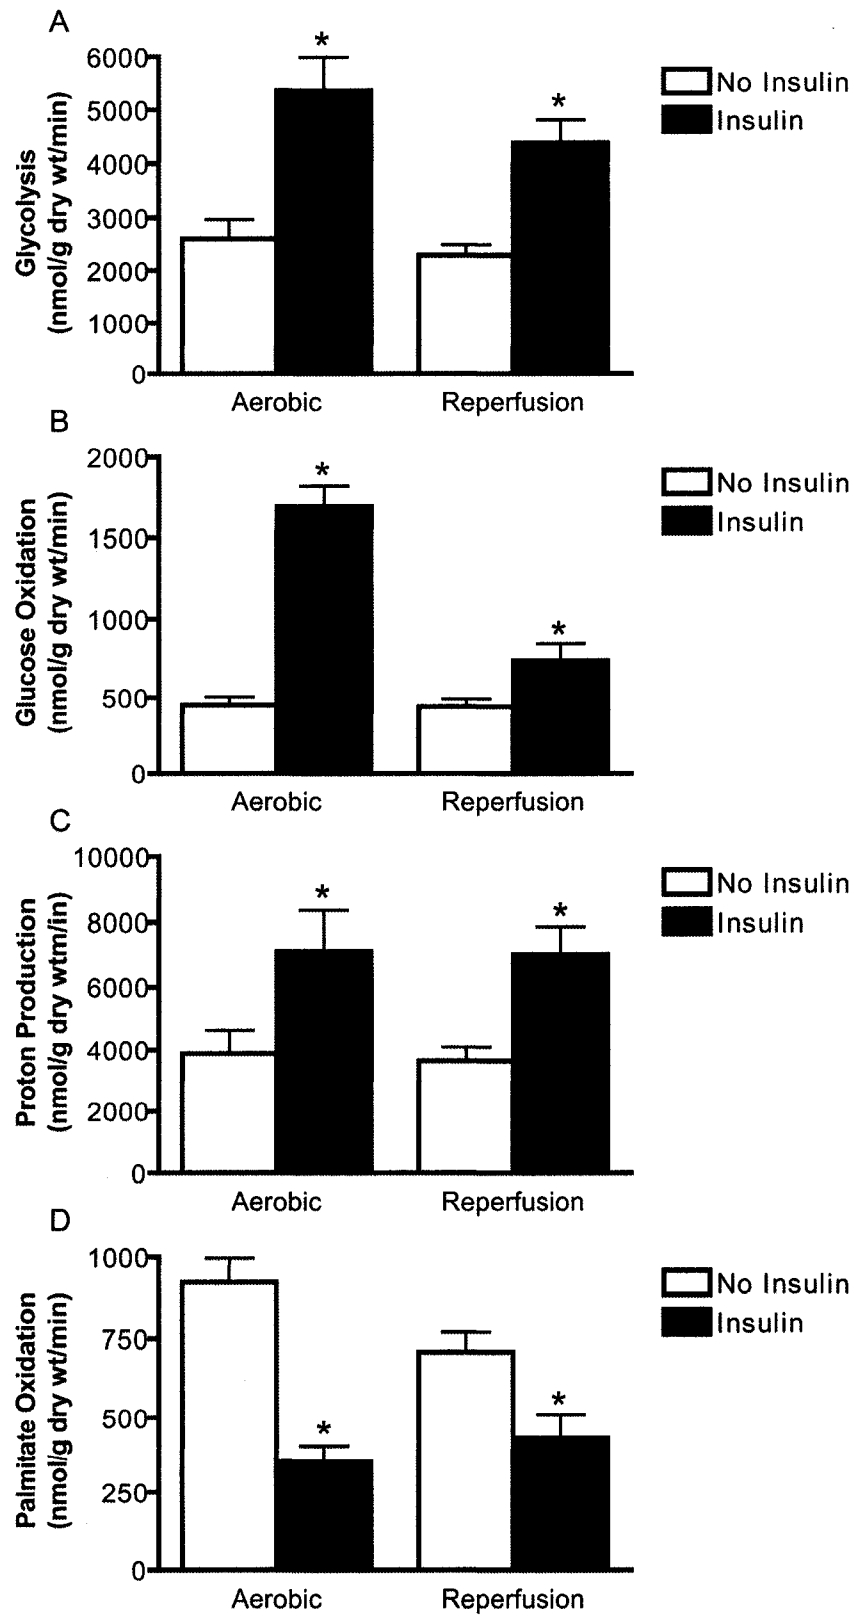 A
*
*
6000
5000
4000
3000
2000
1000
0
Glycolysis
(nmol/g dry wt/min)
No Insulin
Insulin
Aerobic
Reperfusion
B
*
*
2000
1500
1000
500
0
Glucose Oxidation
(nmol/g dry wt/min)
No Insulin
Insulin
Aerobic
Reperfusion
C
*
*
10000
8000
6000
4000
2000
0
Proton Production
(nmol/g dry wtm/in)
No Insulin
Insulin
Aerobic
Reperfusion
D
*
*
1000
750
500
250
0
Palmitate Oxidation
(nmol/g dry wt/min)
No Insulin
Insulin
Aerobic
Reperfusion